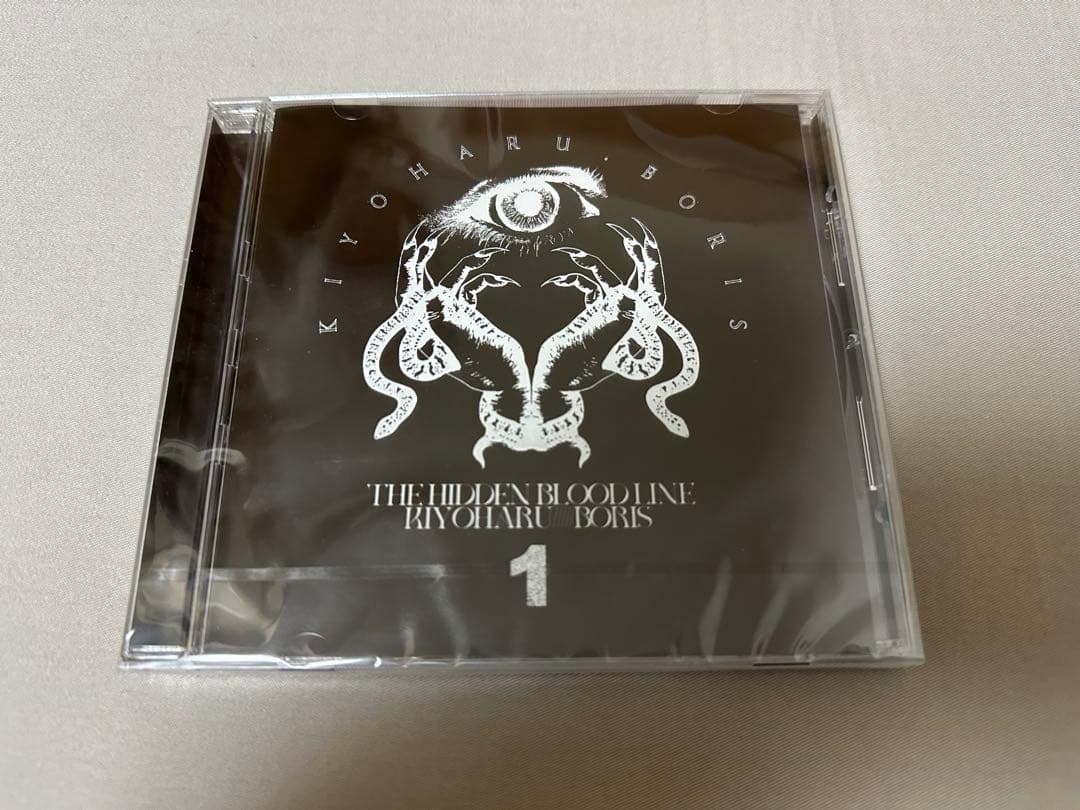 KIYOHARU・BORIS
THE HIDDEN BLOOD LINE
KIYOHARU//////BORIS
1